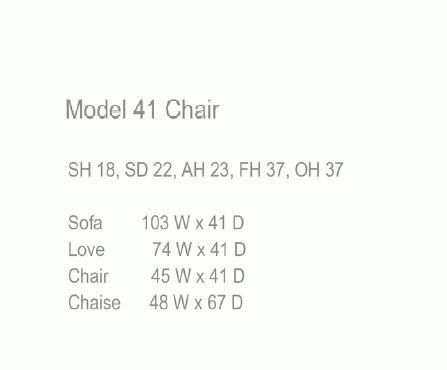 Model 41 Chair
SH 18, SD 22, AH 23, FH 37, OH 37
Sofa 103 W x 41 D
Love 74 W x 41 D
Chair 45 W x 41 D
Chaise 48 W x 67 D